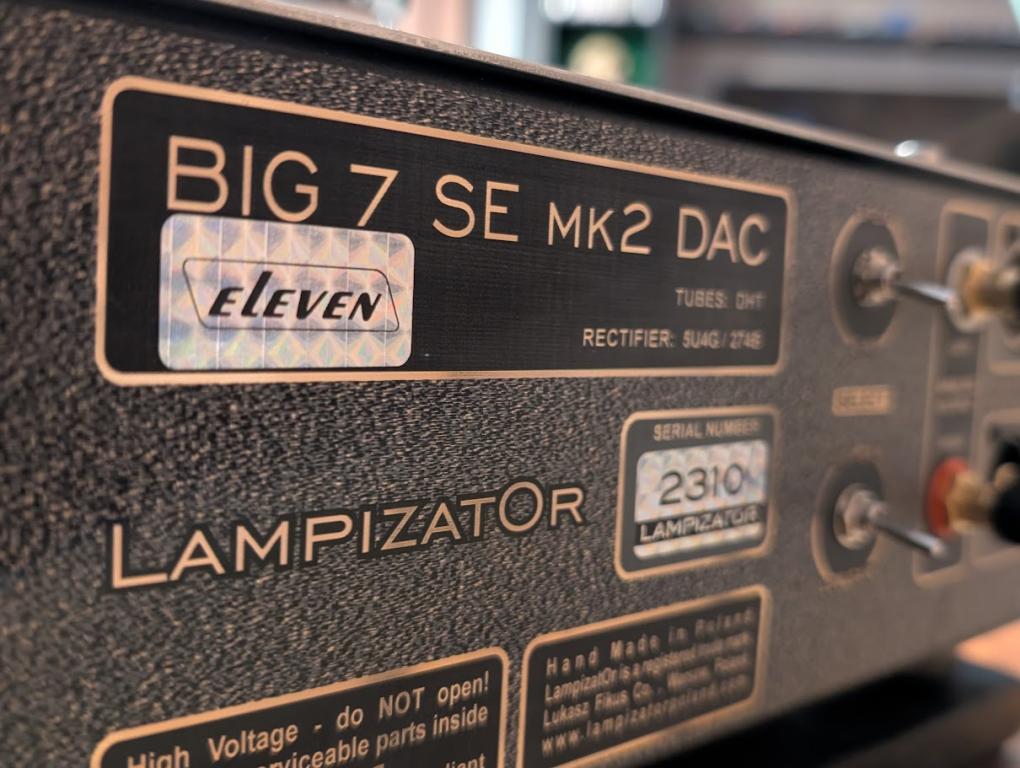 BIG 7 SE MK2 DAC
ELEVEN
TUBES: DHT
RECTIFIER: 5U4G / 274B
SERIAL NUMBER
2310
LAMPIZATOR
LAMPIZATOR
High Voltage - do NOT open!
parts inside
Hand Made in Poland
LampizatOr is a registered trade mark
Lukasz Fikus Co. , Warsaw, Poland
www.lampizatorpoland.com